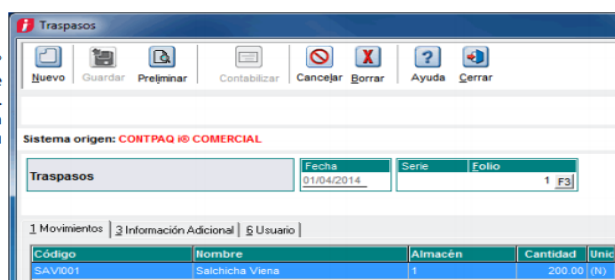 Traspasos
Nuevo Guardar Preliminar Contabilizar Cancelar Borrar Ayuda Cerrar
Sistema origen: CONTPAQ i® COMERCIAL
Traspasos
Fecha Serie Folio
01/04/2014 1 F3
1 Movimientos 3 Información Adicional 6 Usuario
Código Nombre Almacén Cantidad
SAVI001 Salchicha Viena 1 200.00 (N)